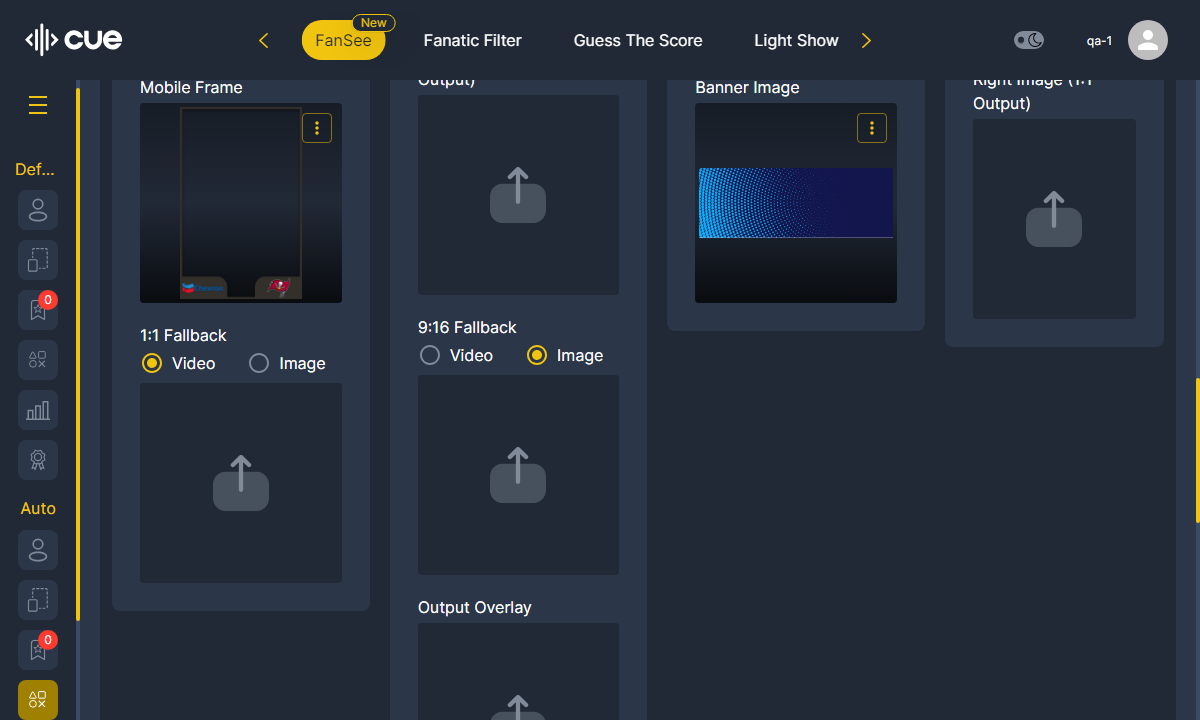 cue
New
FanSee
Fanatic Filter
Guess The Score
Light Show
qa-1
Def...
0
Auto
0
Mobile Frame
1:1 Fallback
Video
Image
Output)
9:16 Fallback
Video
Image
Output Overlay
Banner Image
Right Image (1:1
Output)